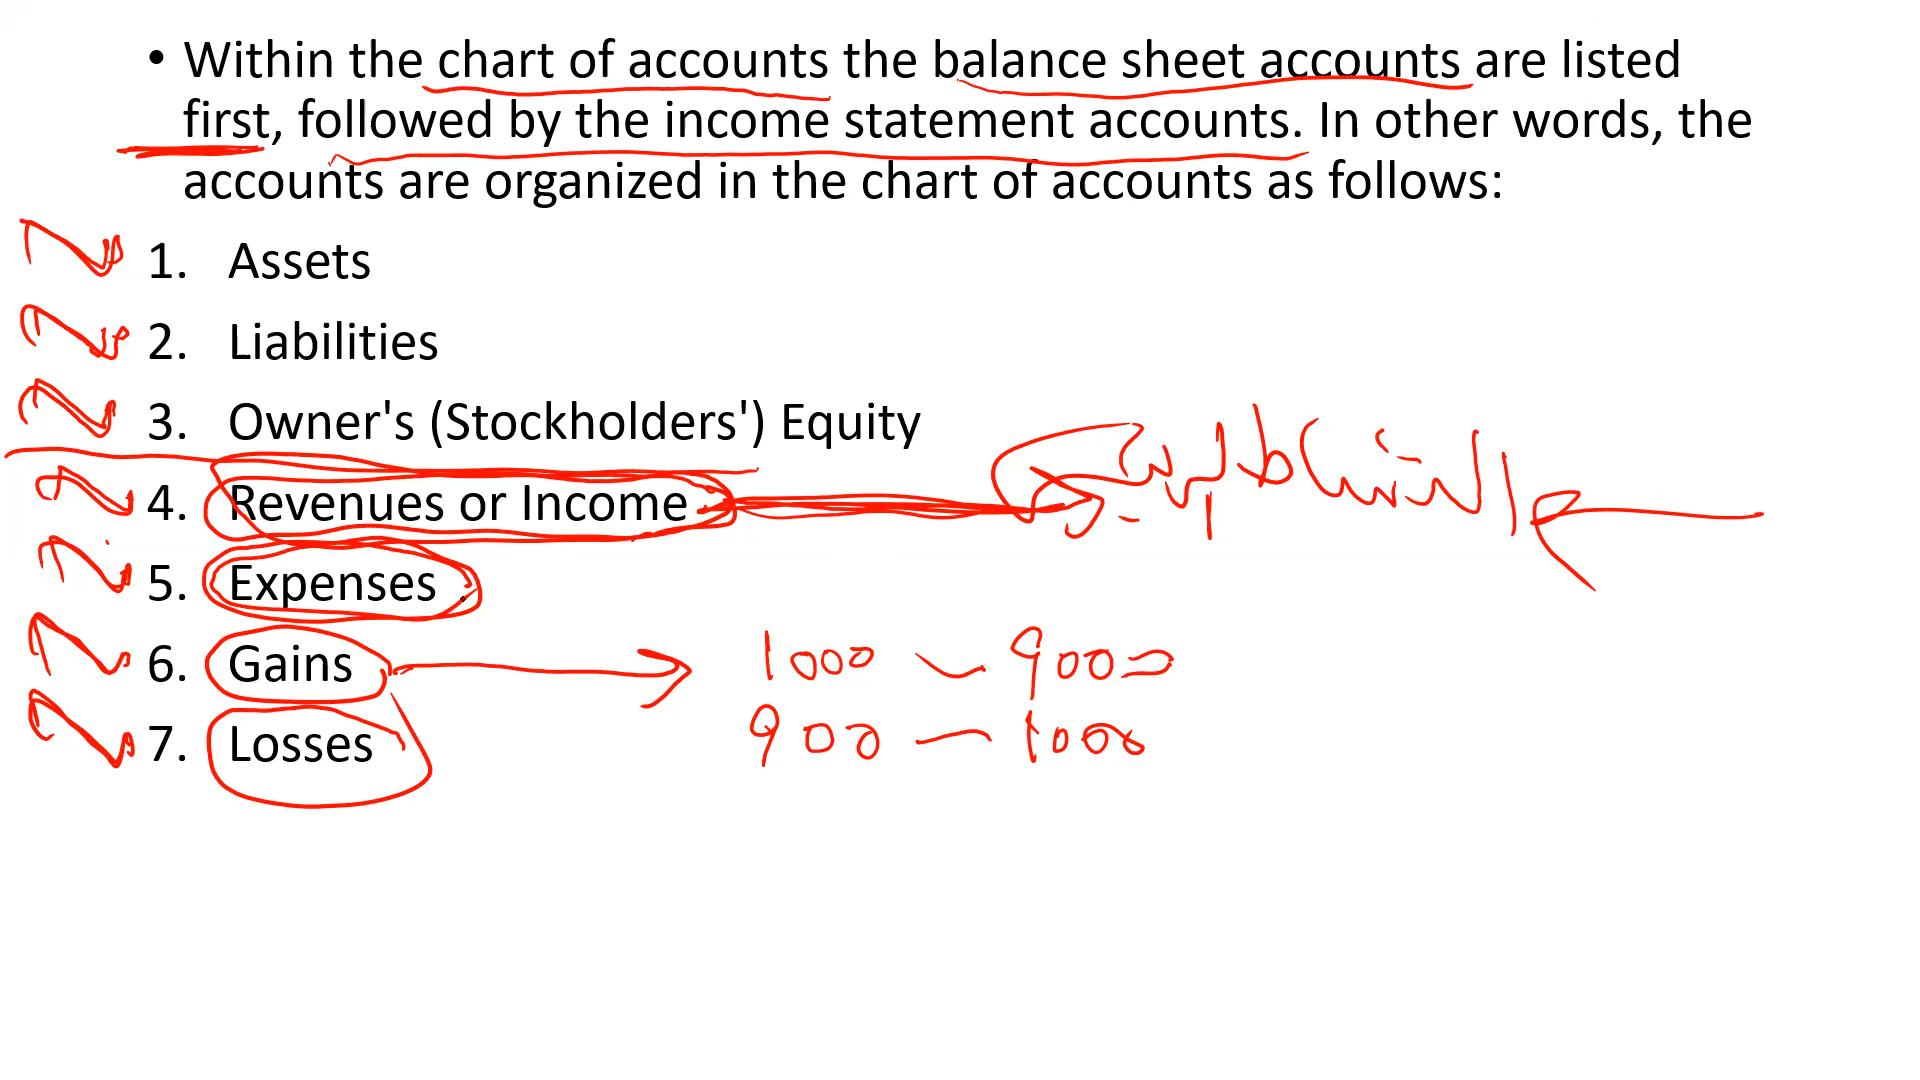 • Within the chart of accounts the balance sheet accounts are listed
first, followed by the income statement accounts. In other words, the
accounts are organized in the chart of accounts as follows:
1. Assets
2. Liabilities
3. Owner's (Stockholders') Equity
4. Revenues or Income
5. Expenses
6. Gains
7. Losses
1000 – 9000
900 – 1000